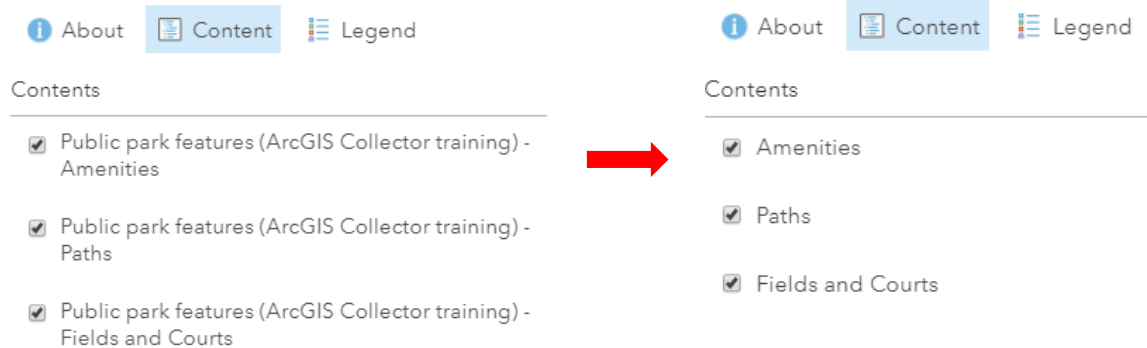 About Content Legend
Contents
Public park features (ArcGIS Collector training) -
Amenities
Public park features (ArcGIS Collector training) -
Paths
Public park features (ArcGIS Collector training) -
Fields and Courts
About Content Legend
Contents
Amenities
Paths
Fields and Courts